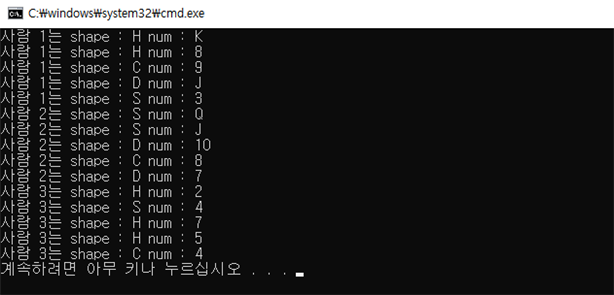 C:₩windows₩system32₩cmd.exe
사람 1는 shape : H num : K
사람 1는 shape : H num : 8
사람 1는 shape : C num : 9
사람 1는 shape : D num : J
사람 1는 shape : S num : 3
사람 2는 shape : S num : Q
사람 2는 shape : S num : J
사람 2는 shape : D num : 10
사람 2는 shape : C num : 8
사람 2는 shape : D num : 7
사람 3는 shape : H num : 2
사람 3는 shape : S num : 4
사람 3는 shape : H num : 7
사람 3는 shape : H num : 5
사람 3는 shape : C num : 4
계속하려면 아무 키나 누르십시오 . . .